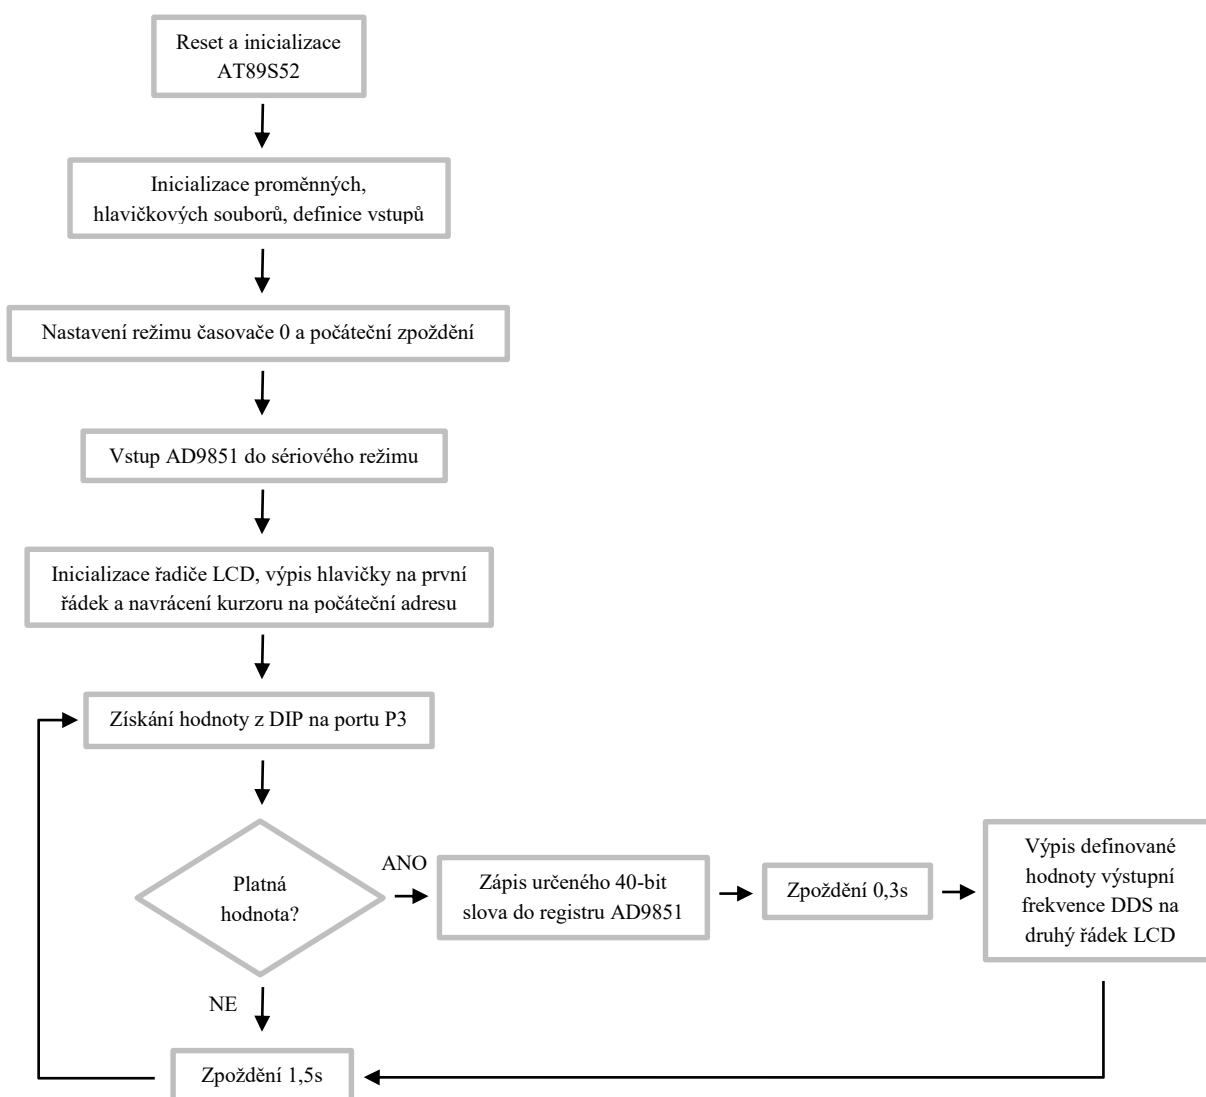 Reset a inicializace
AT89S52
Inicializace proměnných,
hlavičkových souborů, definice vstupů
Nastavení režimu časovače 0 a počáteční zpoždění
Vstup AD9851 do sériového režimu
Inicializace řadiče LCD, výpis hlavičky na první
řádek a navrácení kurzoru na počáteční adresu
Získání hodnoty z DIP na portu P3
Platná
hodnota?
ANO
Zápis určeného 40-bit
slova do registru AD9851
Zpoždění 0,3s
Výpis definované
hodnoty výstupní
frekvence DDS na
druhý řádek LCD
NE
Zpoždění 1,5s